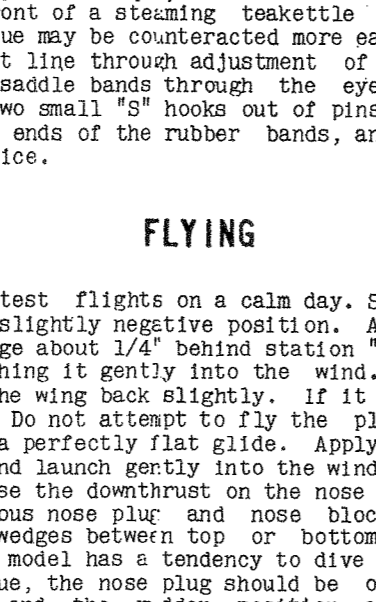 ont of a steaming teakettle
ue may be counteracted more ea
t line through adjustment of
saddle bands through the eye
wo small "S" hooks out of pins
ends of the rubber bands, an
ice.
FLYING
test flights on a calm day. S
slightly negative position. A
ge about 1/4" behind station "
hing it gently into the wind.
he wing back slightly. If it
Do not attempt to fly the pl
a perfectly flat glide. Apply
nd launch gently into the wind
se the downthrust on the nose
ous nose plug and nose bloc
wedges between top or bottom
model has a tendency to dive
ue, the nose plug should be o
and the rudder position